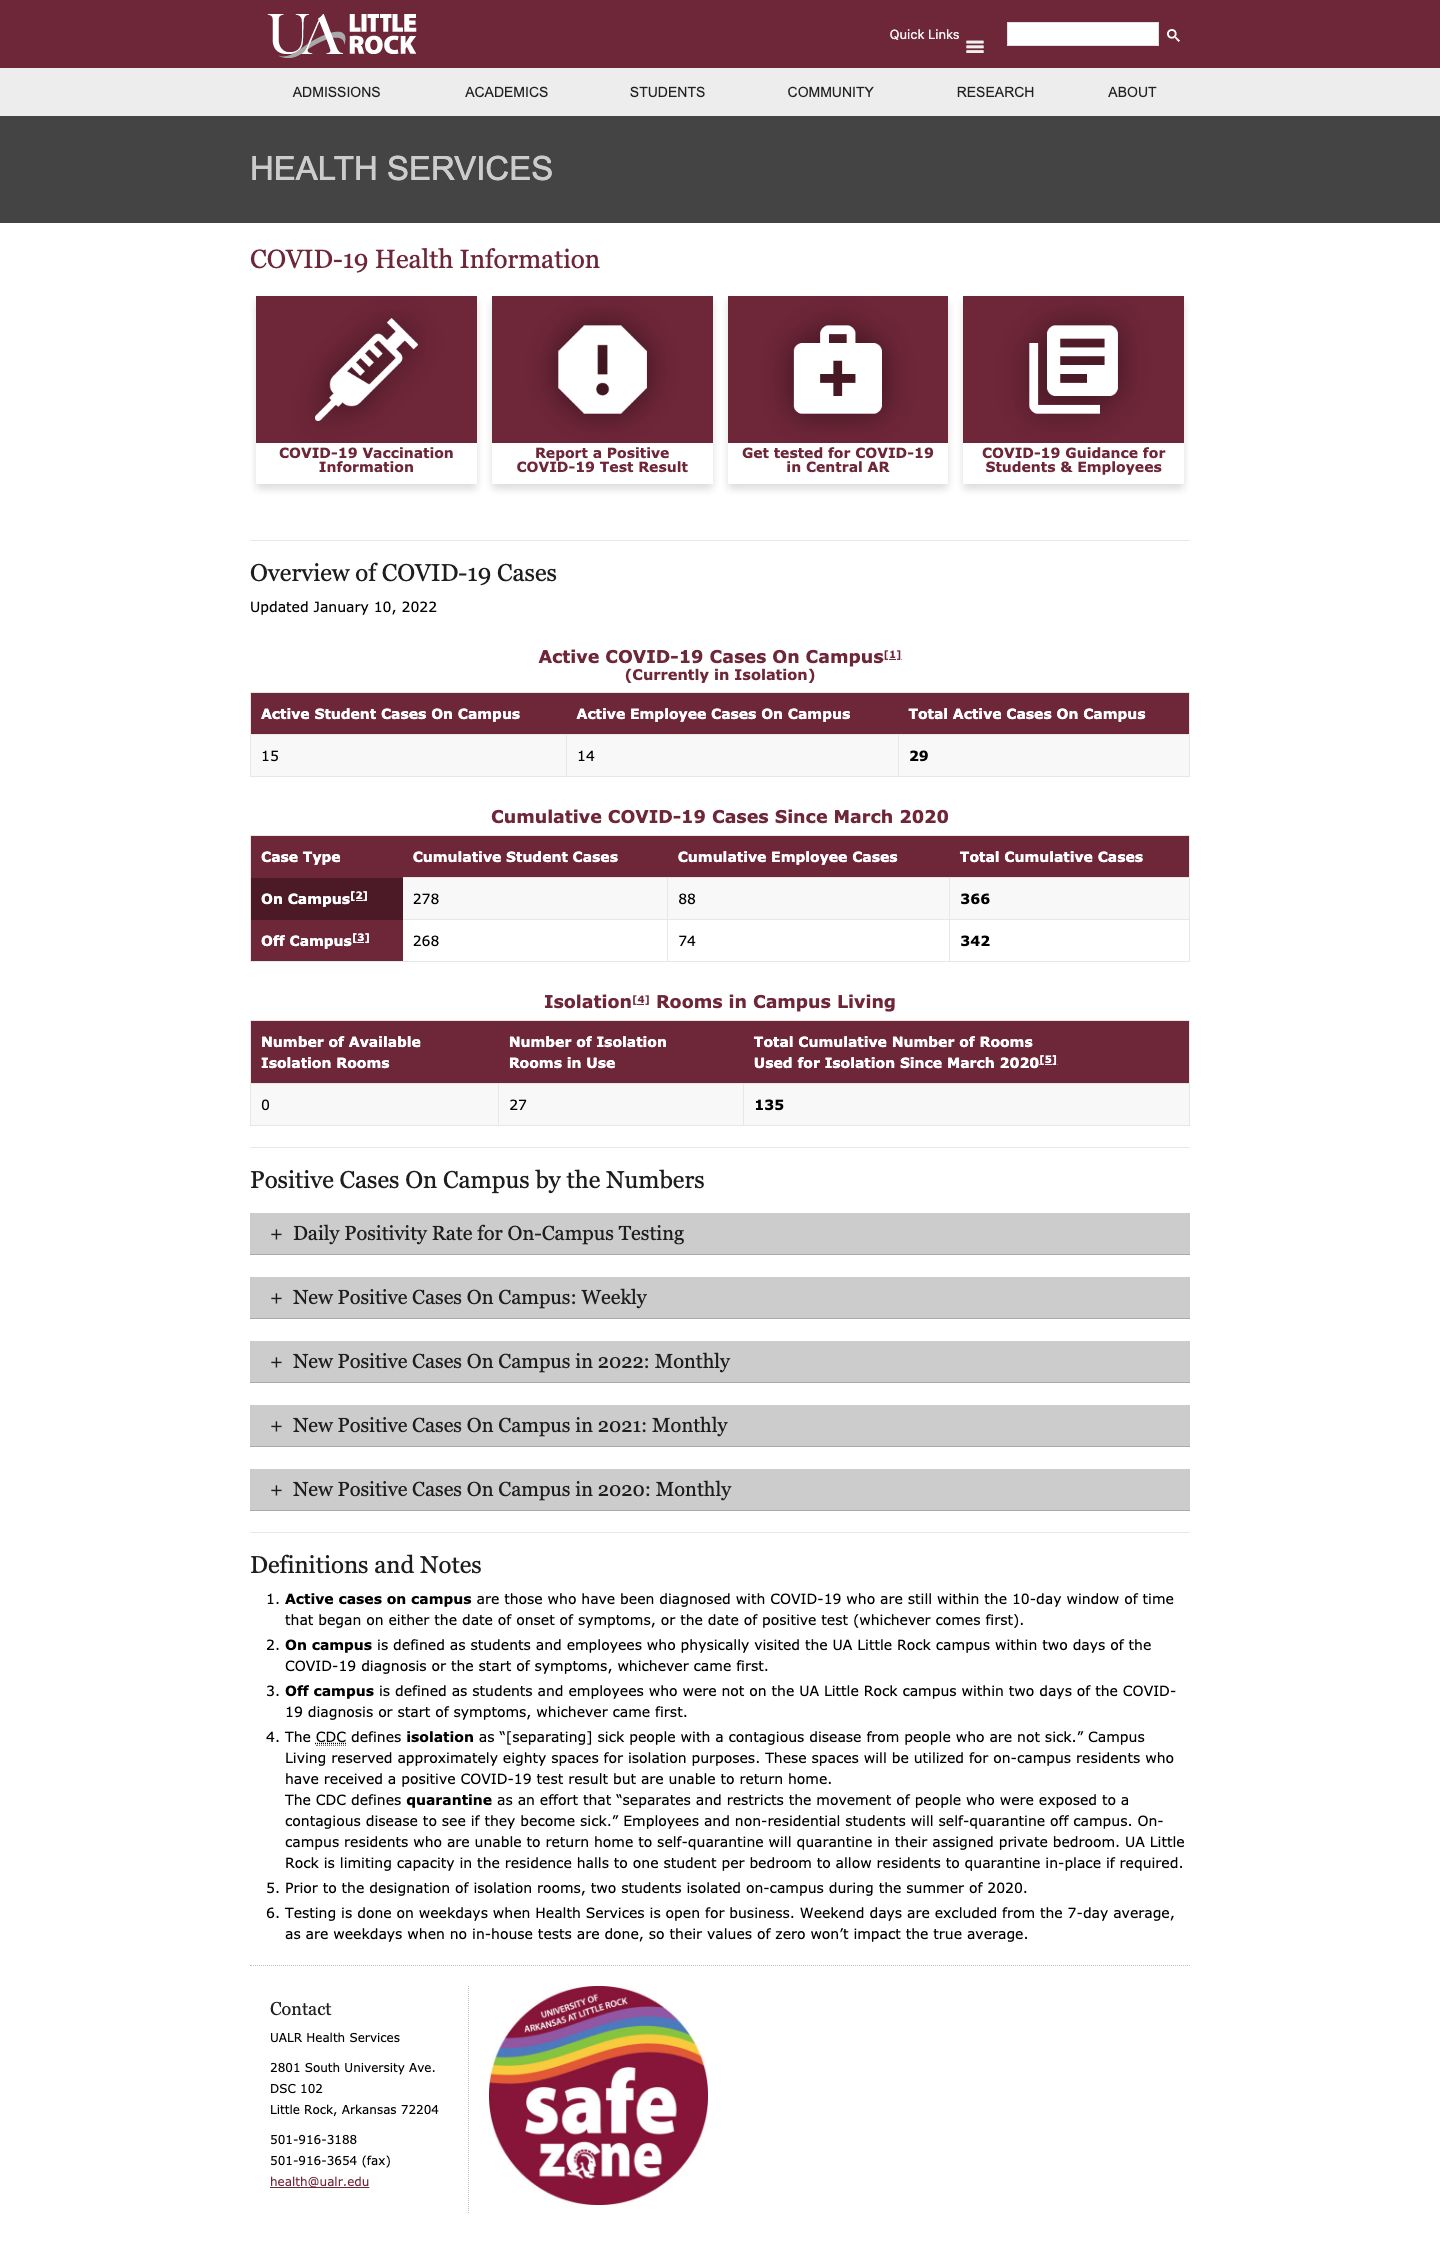 UA LITTLE ROCK
Quick Links
ADMISSIONS ACADEMICS STUDENTS COMMUNITY RESEARCH ABOUT
HEALTH SERVICES
COVID-19 Health Information
COVID-19 Vaccination
Information
Report a Positive
COVID-19 Test Result
Get tested for COVID-19
in Central AR
COVID-19 Guidance for
Students & Employees
Overview of COVID-19 Cases
Updated January 10, 2022
Active COVID-19 Cases On Campus[1]
(Currently in Isolation)
Active Student Cases On Campus Active Employee Cases On Campus Total Active Cases On Campus
15 14 29
Cumulative COVID-19 Cases Since March 2020
Case Type Cumulative Student Cases Cumulative Employee Cases Total Cumulative Cases
On Campus[2] 278 88 366
Off Campus[3] 268 74 342
Isolation[4] Rooms in Campus Living
Number of Available
Isolation Rooms
Number of Isolation
Rooms in Use
Total Cumulative Number of Rooms
Used for Isolation Since March 2020[5]
0 27 135
Positive Cases On Campus by the Numbers
+ Daily Positivity Rate for On-Campus Testing
+ New Positive Cases On Campus: Weekly
+ New Positive Cases On Campus in 2022: Monthly
+ New Positive Cases On Campus in 2021: Monthly
+ New Positive Cases On Campus in 2020: Monthly
Definitions and Notes
1. Active cases on campus are those who have been diagnosed with COVID-19 who are still within the 10-day window of time
that began on either the date of onset of symptoms, or the date of positive test (whichever comes first).
2. On campus is defined as students and employees who physically visited the UA Little Rock campus within two days of the
COVID-19 diagnosis or the start of symptoms, whichever came first.
3. Off campus is defined as students and employees who were not on the UA Little Rock campus within two days of the COVID-
19 diagnosis or start of symptoms, whichever came first.
4. The CDC defines isolation as “[separating] sick people with a contagious disease from people who are not sick.” Campus
Living reserved approximately eighty spaces for isolation purposes. These spaces will be utilized for on-campus residents who
have received a positive COVID-19 test result but are unable to return home.
The CDC defines quarantine as an effort that “separates and restricts the movement of people who were exposed to a
contagious disease to see if they become sick.” Employees and non-residential students will self-quarantine off campus. On-
campus residents who are unable to return home to self-quarantine will quarantine in their assigned private bedroom. UA Little
Rock is limiting capacity in the residence halls to one student per bedroom to allow residents to quarantine in-place if required.
5. Prior to the designation of isolation rooms, two students isolated on-campus during the summer of 2020.
6. Testing is done on weekdays when Health Services is open for business. Weekend days are excluded from the 7-day average,
as are weekdays when no in-house tests are done, so their values of zero won’t impact the true average.
Contact
UALR Health Services
2801 South University Ave.
DSC 102
Little Rock, Arkansas 72204
501-916-3188
501-916-3654 (fax)
health@ualr.edu
UNIVERSITY OF
ARKANSAS AT LITTLE ROCK
safe
zone